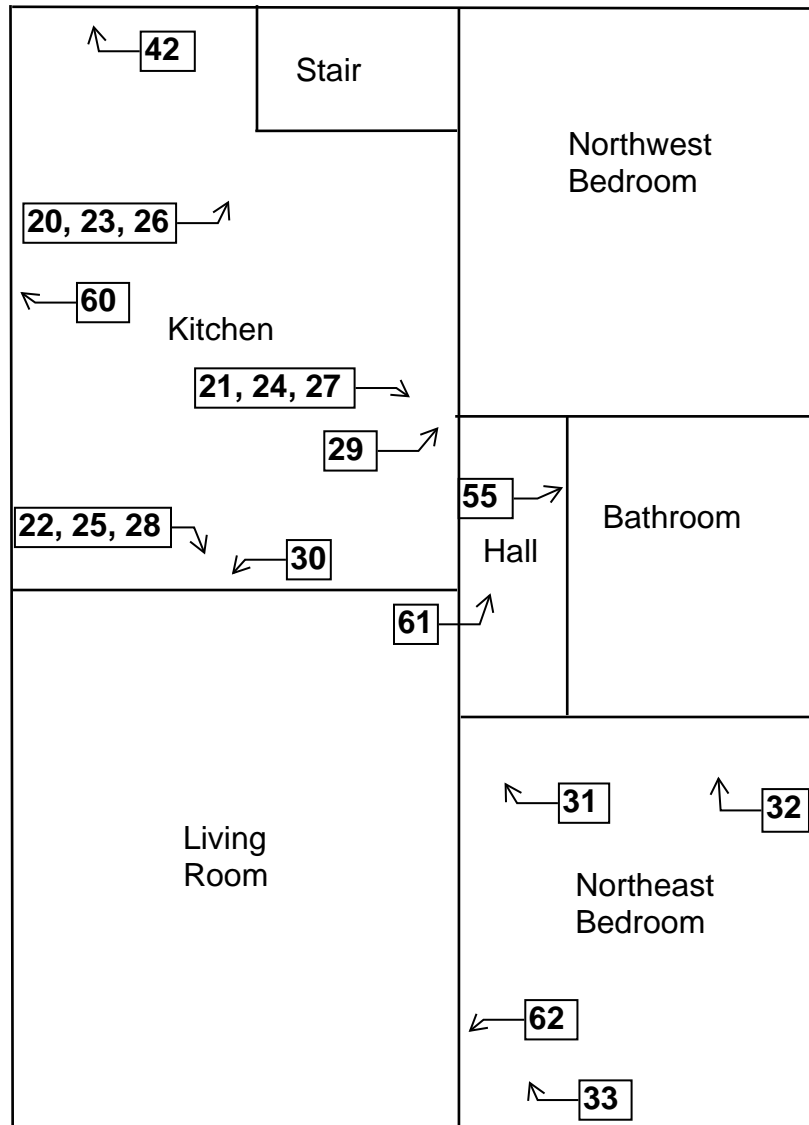 42
Stair
Northwest
Bedroom
20, 23, 26
60
Kitchen
21, 24, 27
29
55
Bathroom
22, 25, 28
30
Hall
61
31
32
Living
Room
Northeast
Bedroom
62
33